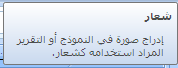 شعار
إدراج صورة في النموذج أو التقرير
المراد استخدامه كشعار.